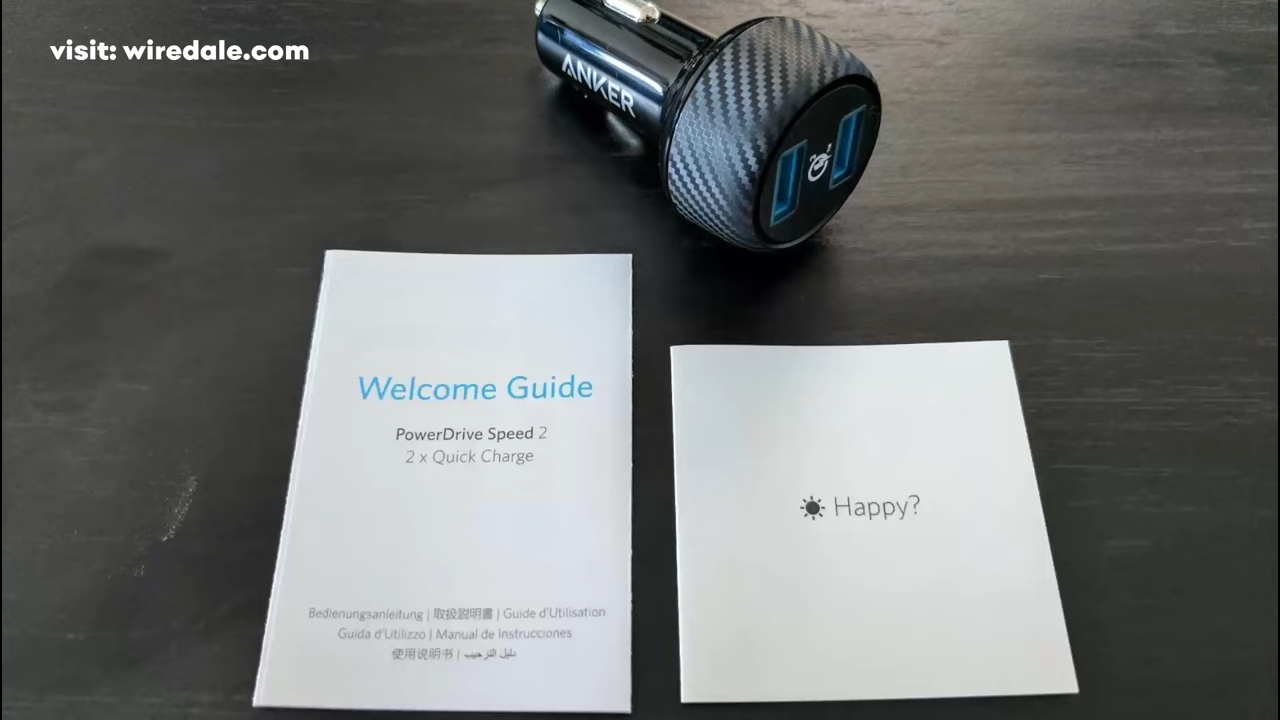 visit: wiredale.com
ANKER
Welcome Guide
PowerDrive Speed 2
2 x Quick Charge
Bedienungsanleitung | 取扱説明書 | Guide d'Utilisation
Guida d'Utilizzo | Manual de Instrucciones
使用说明书 | دليل الترحيب
Happy?